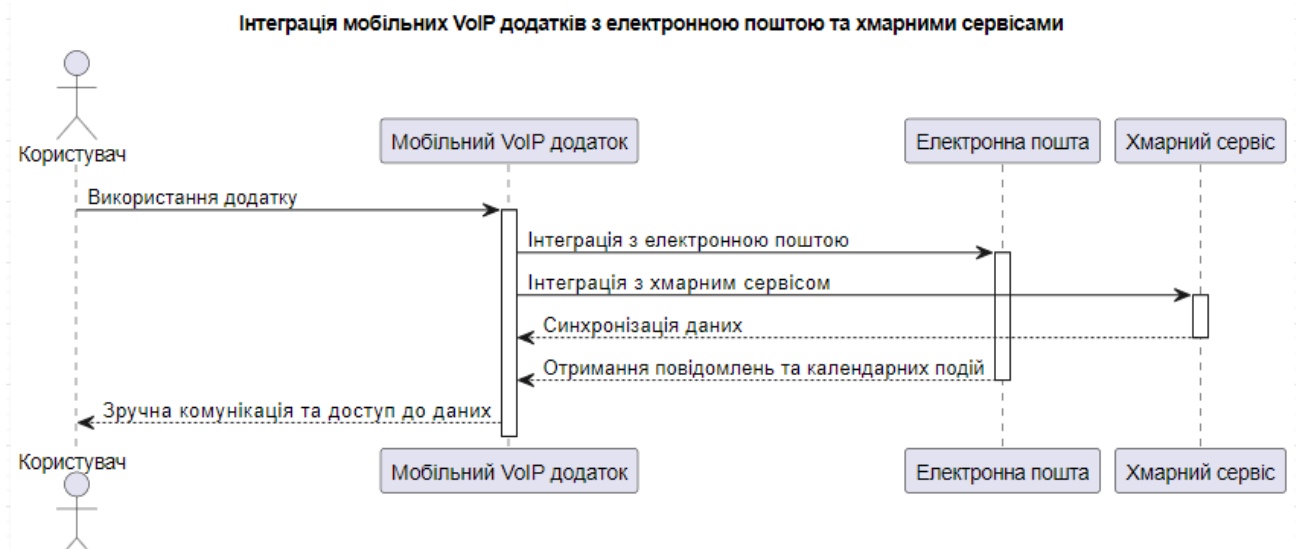 Інтеграція мобільних VoIP додатків з електронною поштою та хмарними сервісами
Користувач
Мобільний VoIP додаток
Електронна пошта
Хмарний сервіс
Використання додатку
Інтеграція з електронною поштою
Інтеграція з хмарним сервісом
Синхронізація даних
Отримання повідомлень та календарних подій
Зручна комунікація та доступ до даних
Користувач
Мобільний VoIP додаток
Електронна пошта
Хмарний сервіс